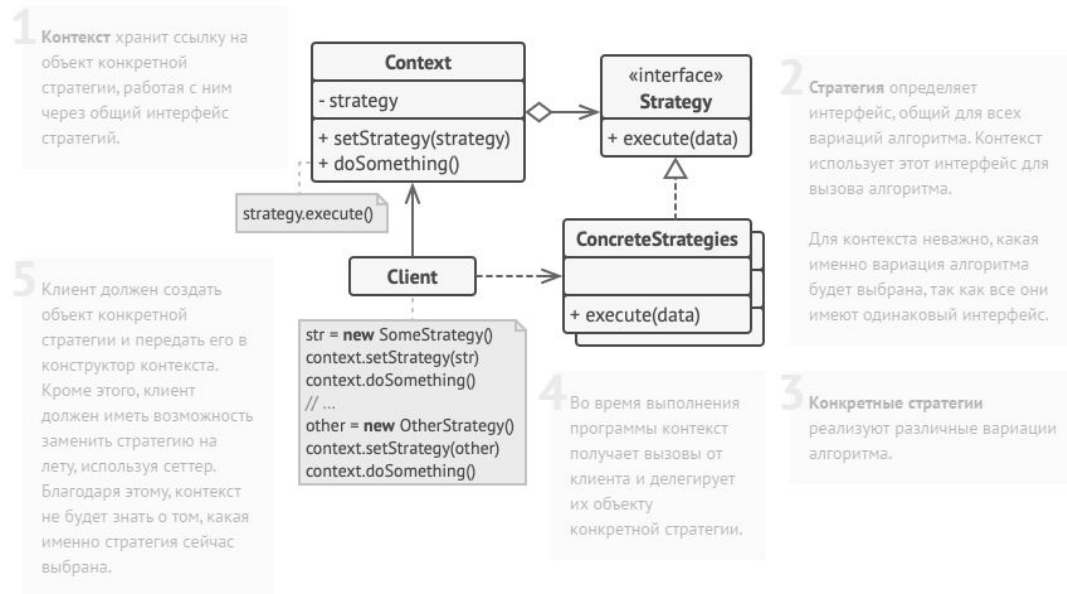 1
Контекст хранит ссылку на
объект конкретной
стратегии, работая с ним
через общий интерфейс
стратегий.
Context
- strategy
+ setStrategy(strategy)
+ doSomething()
strategy.execute()
«interface»
Strategy
+ execute(data)
2
Стратегия определяет
интерфейс, общий для всех
вариаций алгоритма. Контекст
использует этот интерфейс для
вызова алгоритма.
Для контекста неважно, какая
именно вариация алгоритма
будет выбрана, так как все они
имеют одинаковый интерфейс.
ConcreteStrategies
+ execute(data)
Client
str = new SomeStrategy()
context.setStrategy(str)
context.doSomething()
// ...
other = new OtherStrategy()
context.setStrategy(other)
context.doSomething()
5
Клиент должен создать
объект конкретной
стратегии и передать его в
конструктор контекста.
Кроме этого, клиент
должен иметь возможность
заменить стратегию на
лету, используя сеттер.
Благодаря этому, контекст
не будет знать о том, какая
именно стратегия сейчас
выбрана.
4
Во время выполнения
программы контекст
получает вызовы от
клиента и делегирует
их объекту
конкретной стратегии.
3
Конкретные стратегии
реализуют различные вариации
алгоритма.